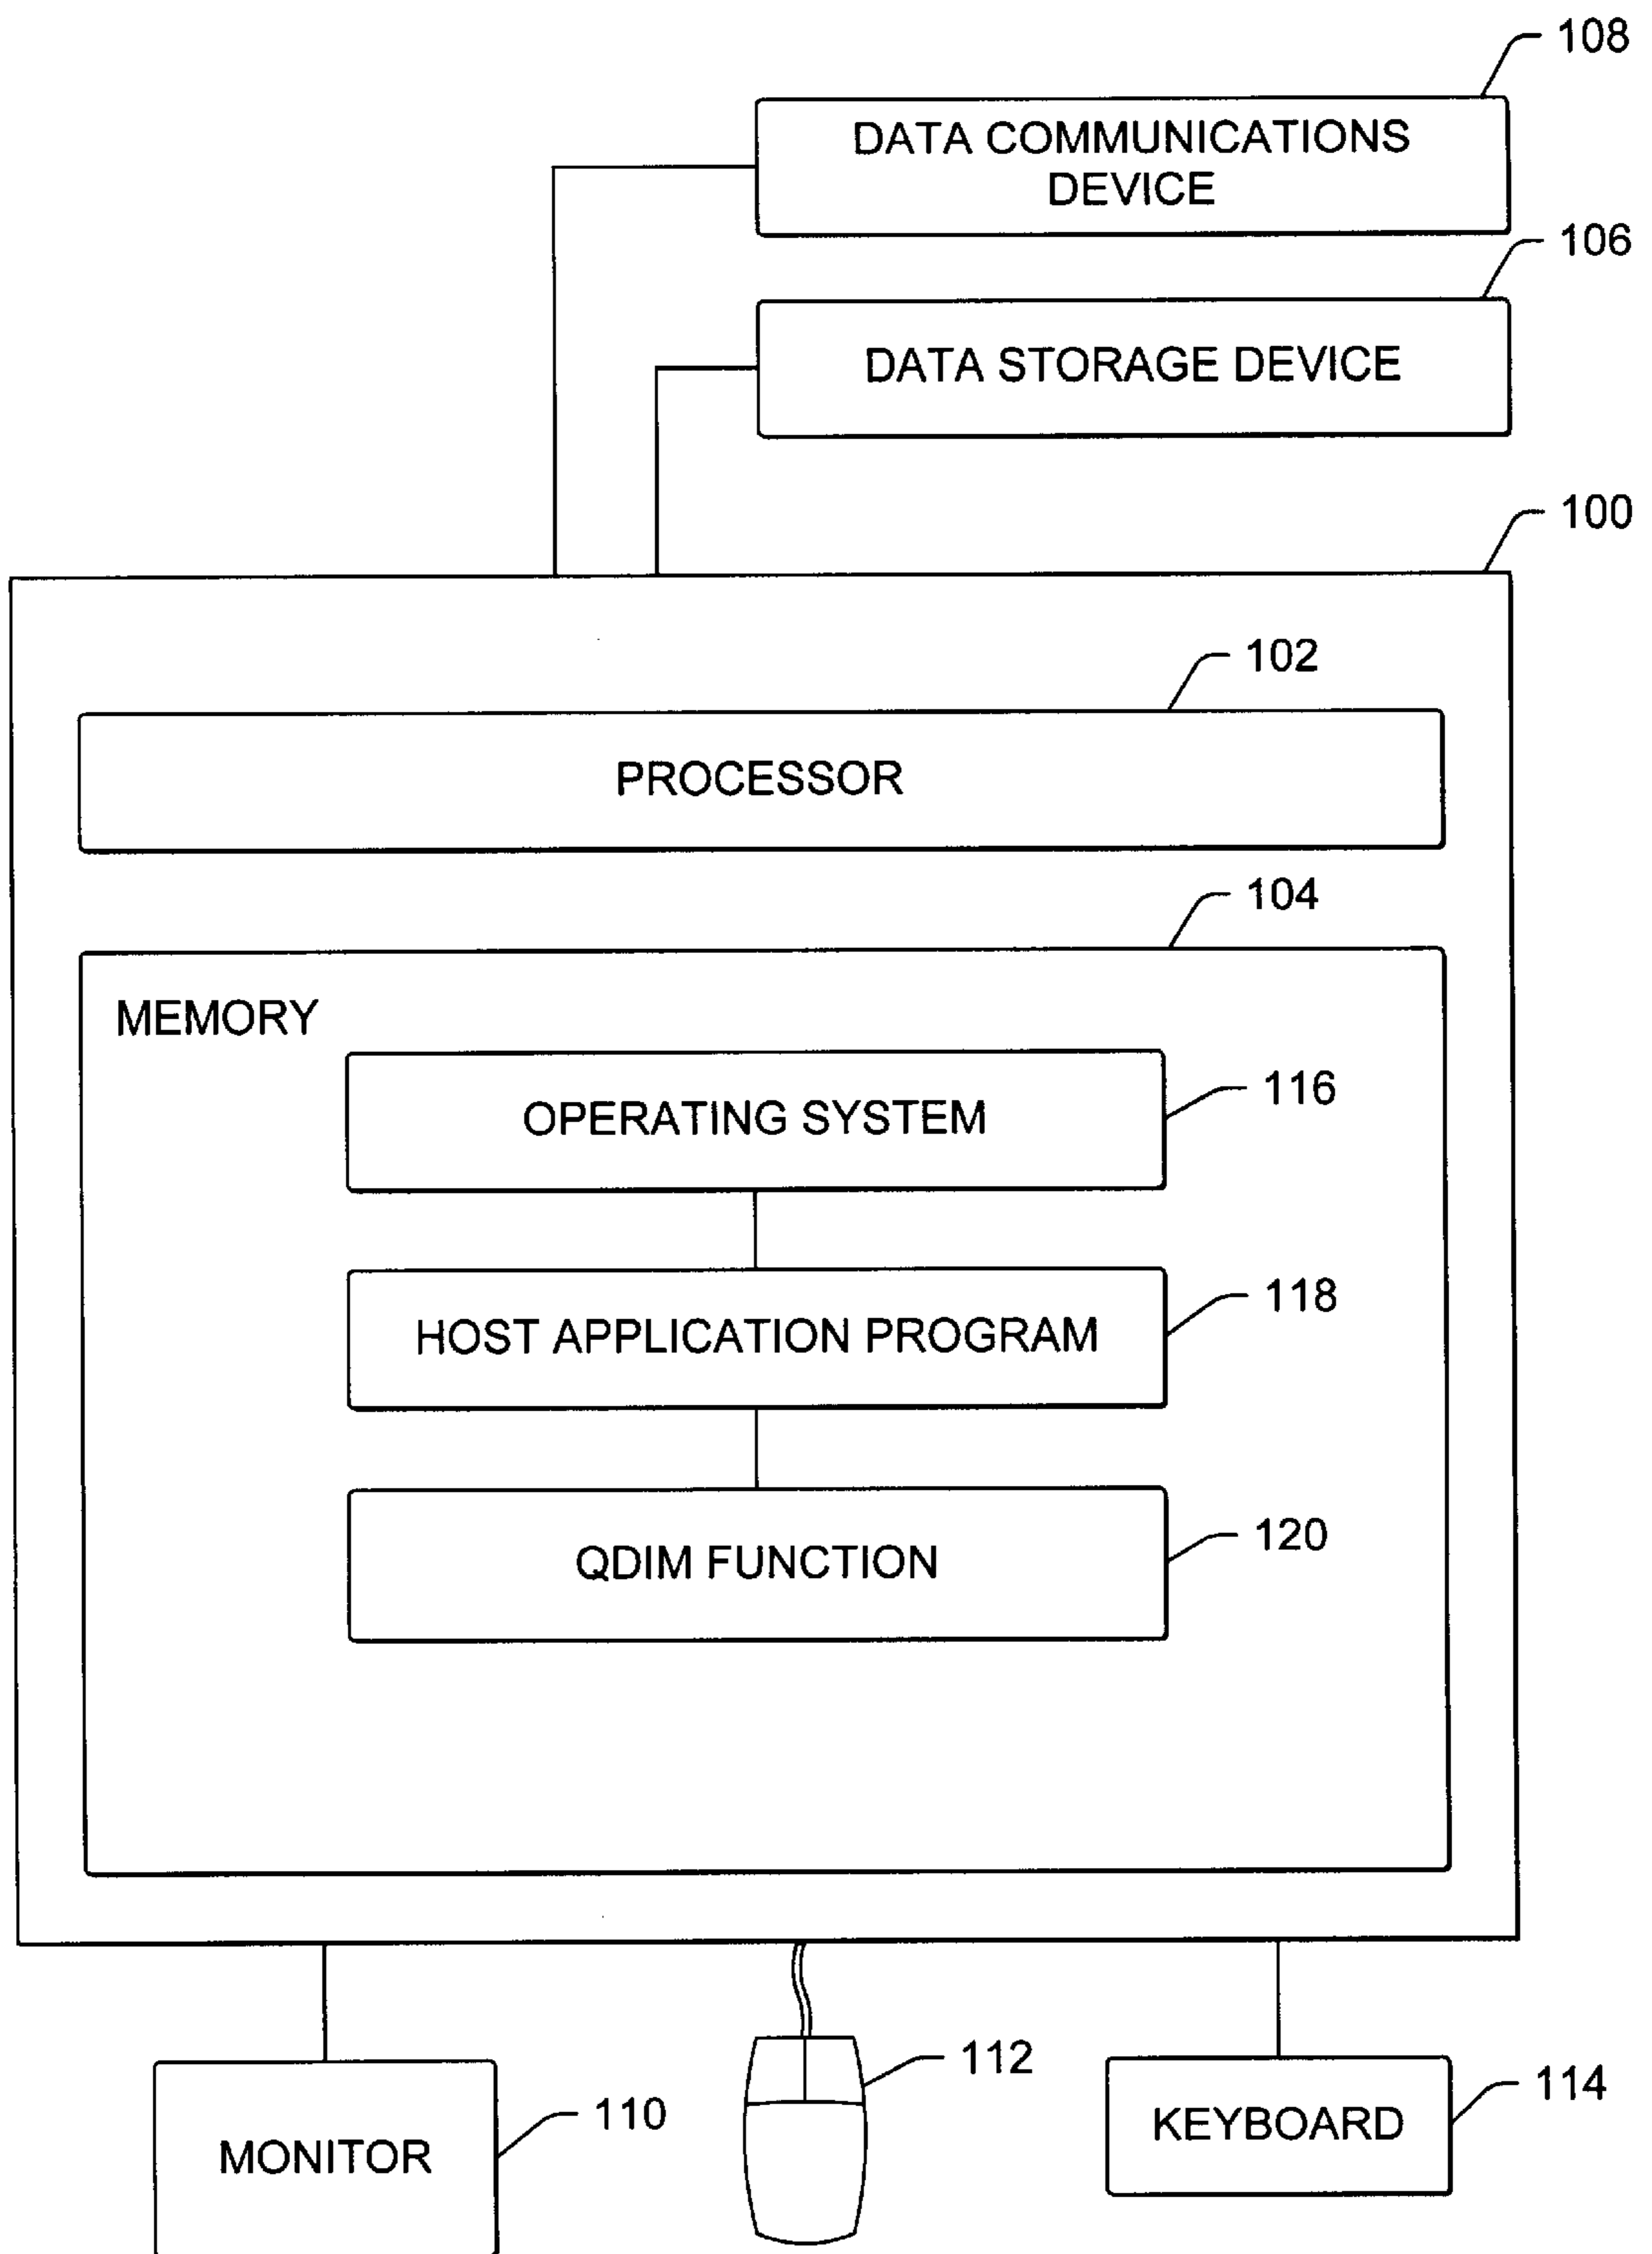 108
DATA COMMUNICATIONS
DEVICE
106
DATA STORAGE DEVICE
100
102
PROCESSOR
104
MEMORY
116
OPERATING SYSTEM
118
HOST APPLICATION PROGRAM
120
QDIM FUNCTION
112
114
110
KEYBOARD
MONITOR